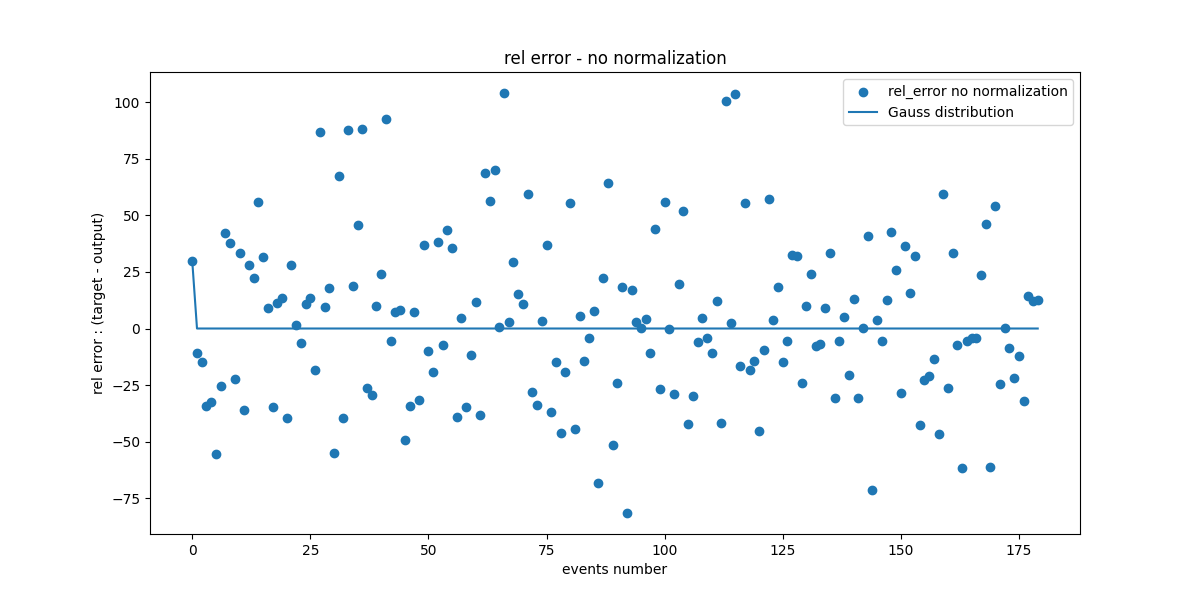 rel error - no normalization
rel_error no normalization
Gauss distribution
rel error : (target - output)
100
75
50
25
0
−25
−50
−75
0 25 50 75 100 125 150 175
events number